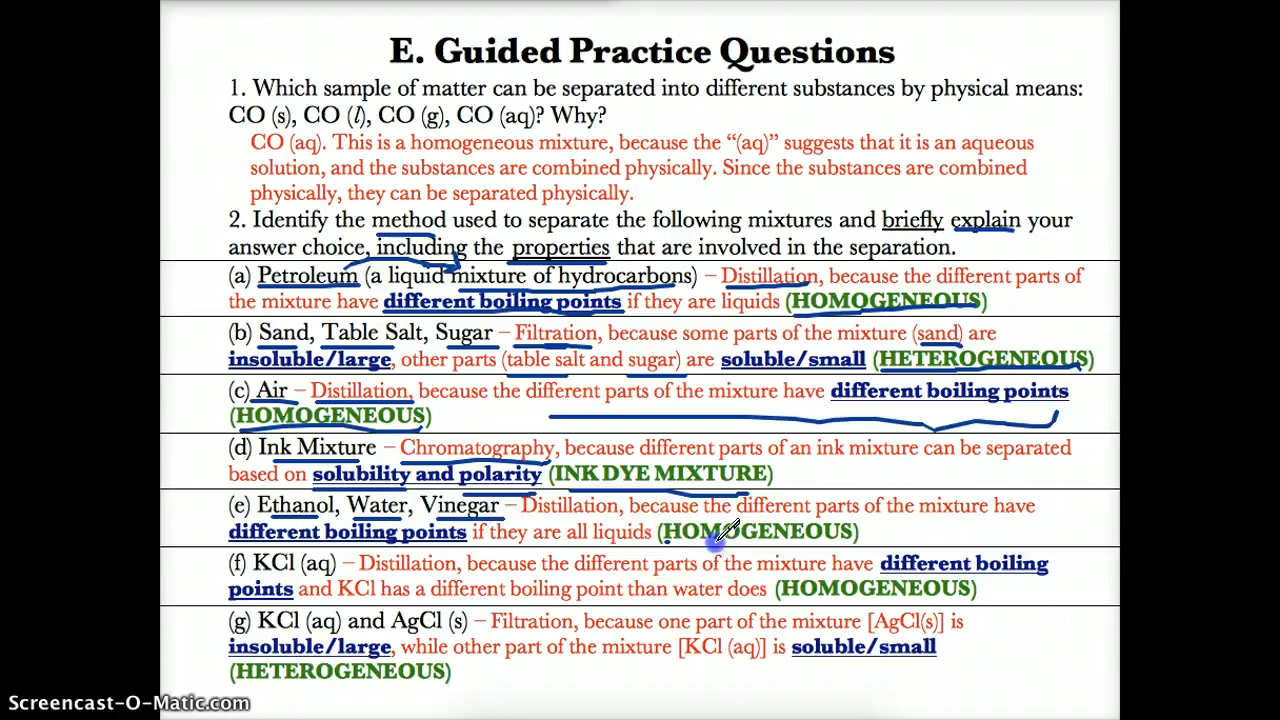 E. Guided Practice Questions
1. Which sample of matter can be separated into different substances by physical means:
CO (s), CO (l), CO (g), CO (aq)? Why?
CO (aq). This is a homogeneous mixture, because the “(aq)” suggests that it is an aqueous
solution, and the substances are combined physically. Since the substances are combined
physically, they can be separated physically.
2. Identify the method used to separate the following mixtures and briefly explain your
answer choice, including the properties that are involved in the separation.
(a) Petroleum (a liquid mixture of hydrocarbons) – Distillation, because the different parts of
the mixture have different boiling points if they are liquids (HOMOGENEOUS)
(b) Sand, Table Salt, Sugar – Filtration, because some parts of the mixture (sand) are
insoluble/large, other parts (table salt and sugar) are soluble/small (HETEROGENEOUS)
(c) Air – Distillation, because the different parts of the mixture have different boiling points
(HOMOGENEOUS)
(d) Ink Mixture – Chromatography, because different parts of an ink mixture can be separated
based on solubility and polarity (INK DYE MIXTURE)
(e) Ethanol, Water, Vinegar – Distillation, because the different parts of the mixture have
different boiling points if they are all liquids (HOMOGENEOUS)
(f) KCl (aq) – Distillation, because the different parts of the mixture have different boiling
points and KCl has a different boiling point than water does (HOMOGENEOUS)
(g) KCl (aq) and AgCl (s) – Filtration, because one part of the mixture [AgCl(s)] is
insoluble/large, while other part of the mixture [KCl (aq)] is soluble/small
(HETEROGENEOUS)
Screencast-O-Matic.com